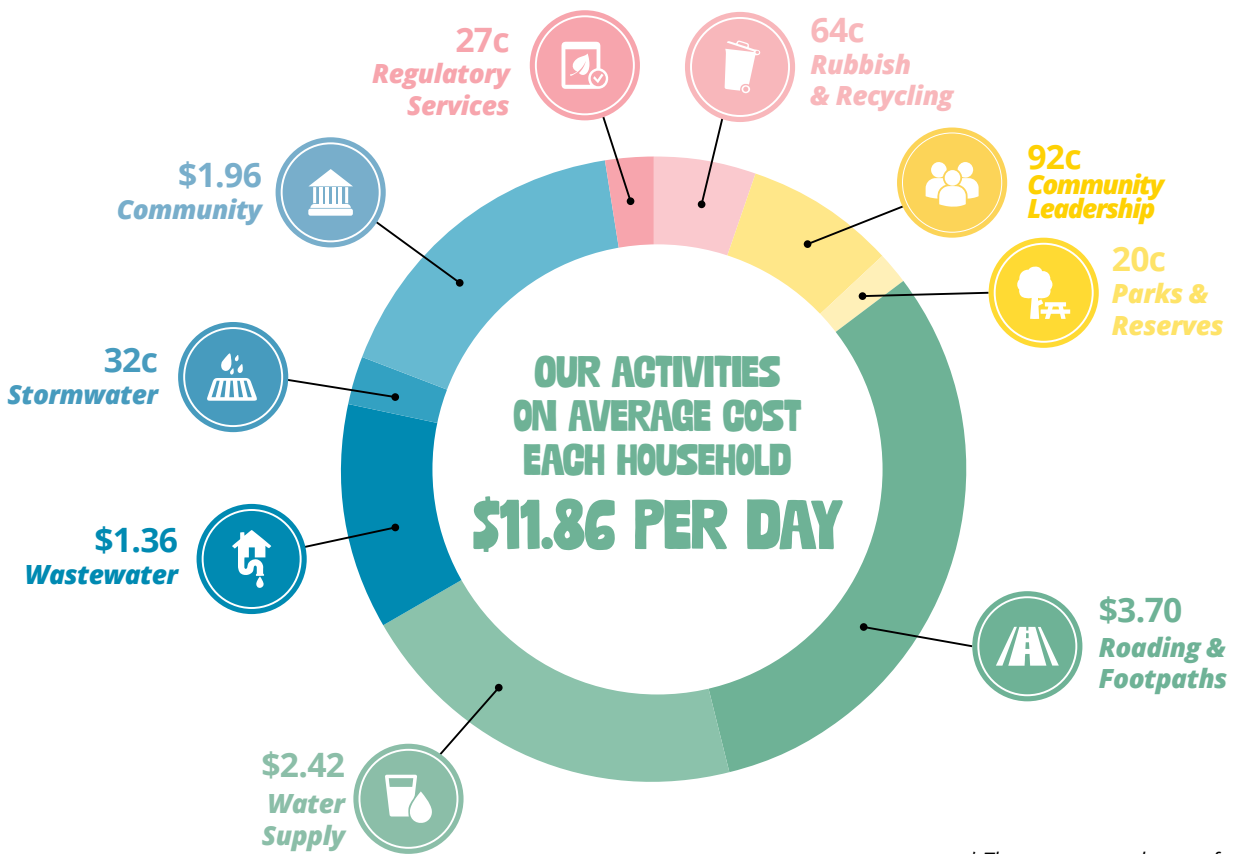 27c
Regulatory
Services
64c
Rubbish
& Recycling
92c
Community
Leadership
20c
Parks &
Reserves
$1.96
Community
32c
Stormwater
OUR ACTIVITIES
ON AVERAGE COST
EACH HOUSEHOLD
$11.86 PER DAY
$1.36
Wastewater
$3.70
Roading &
Footpaths
$2.42
Water
Supply